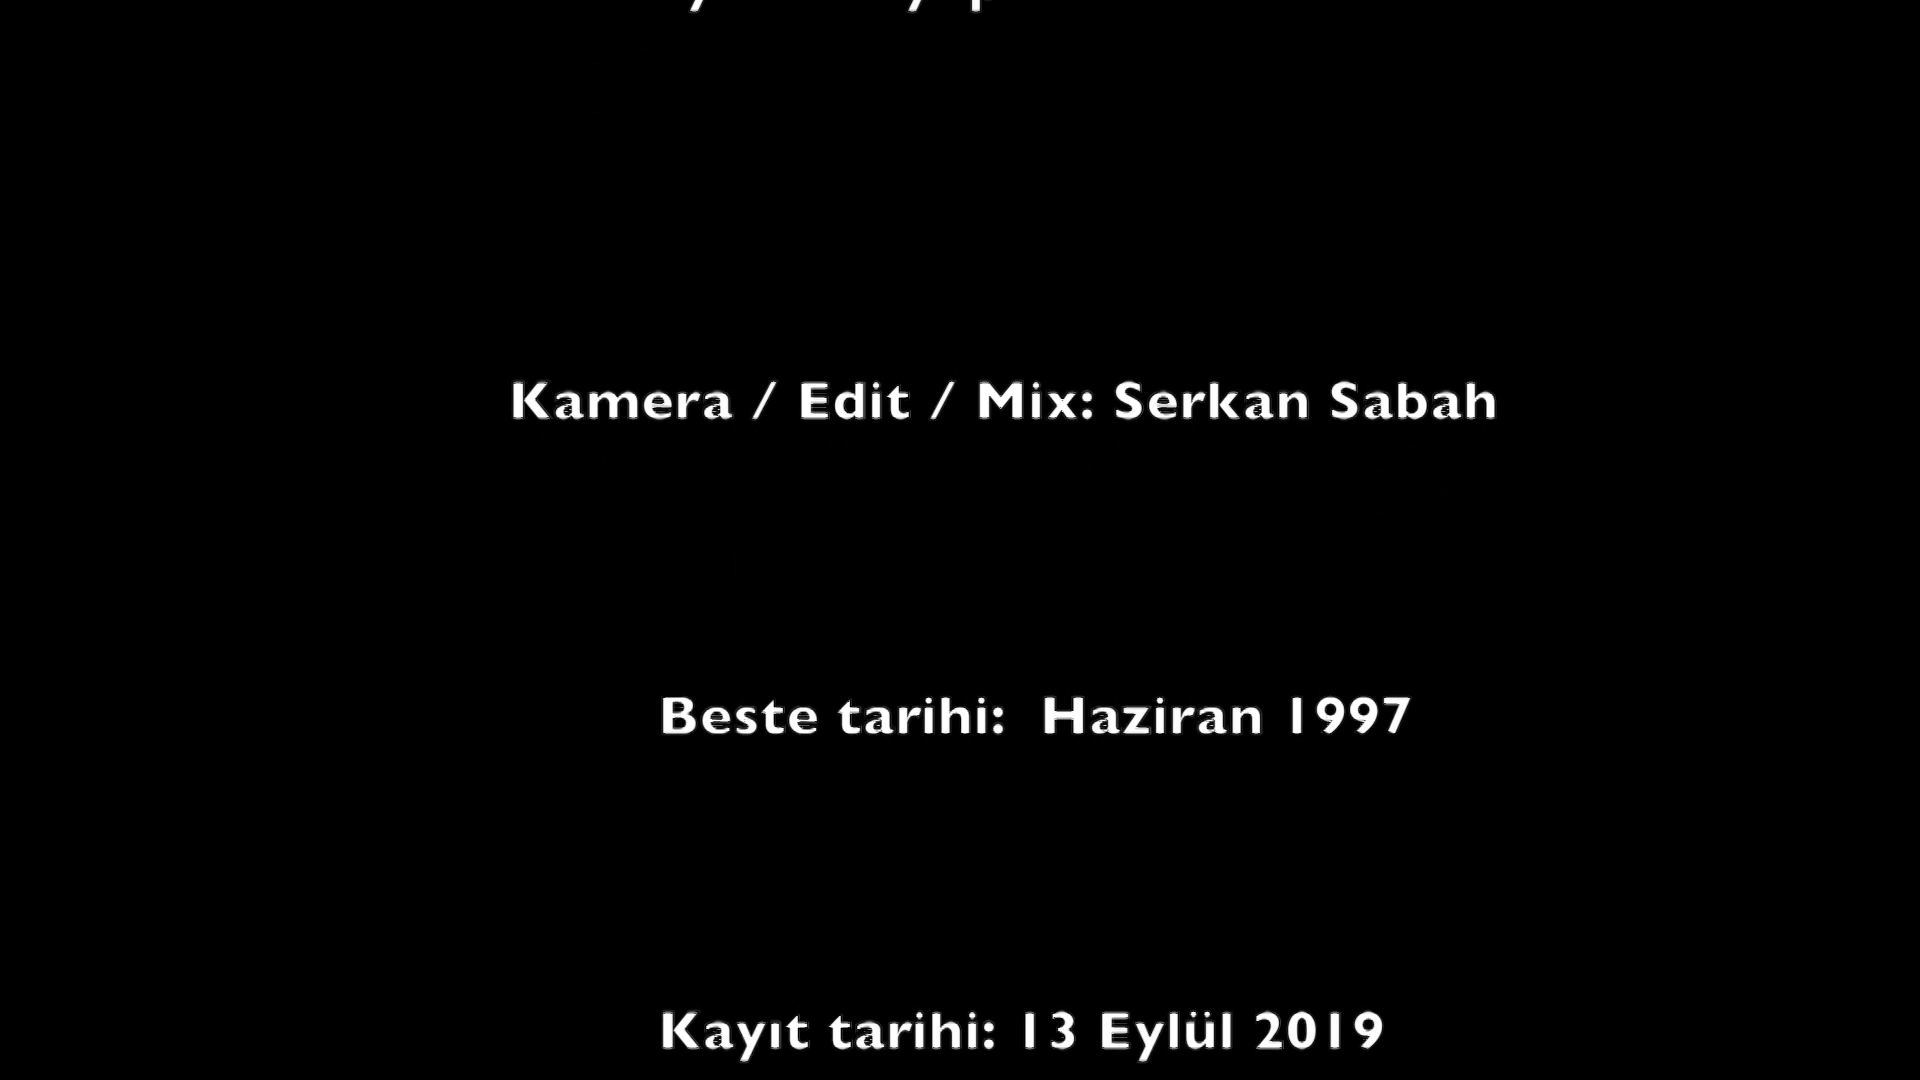 Kamera / Edit / Mix: Serkan Sabah
Beste tarihi:  Haziran 1997
Kayıt tarihi: 13 Eylül 2019